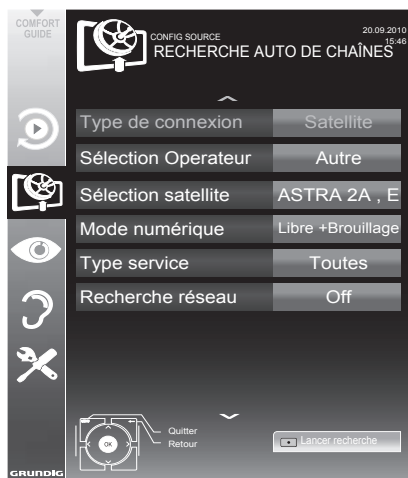 COMFORT
GUIDE
CONFIG SOURCE
20.09.2010
15:46
RECHERCHE AUTO DE CHAÎNES
Type de connexion Satellite
Sélection Operateur Autre
Sélection satellite ASTRA 2A , E
Mode numérique Libre +Brouillage
Type service Toutes
Recherche réseau Off
Quitter
OK
Retour
Lancer recherche
GRUNDIG